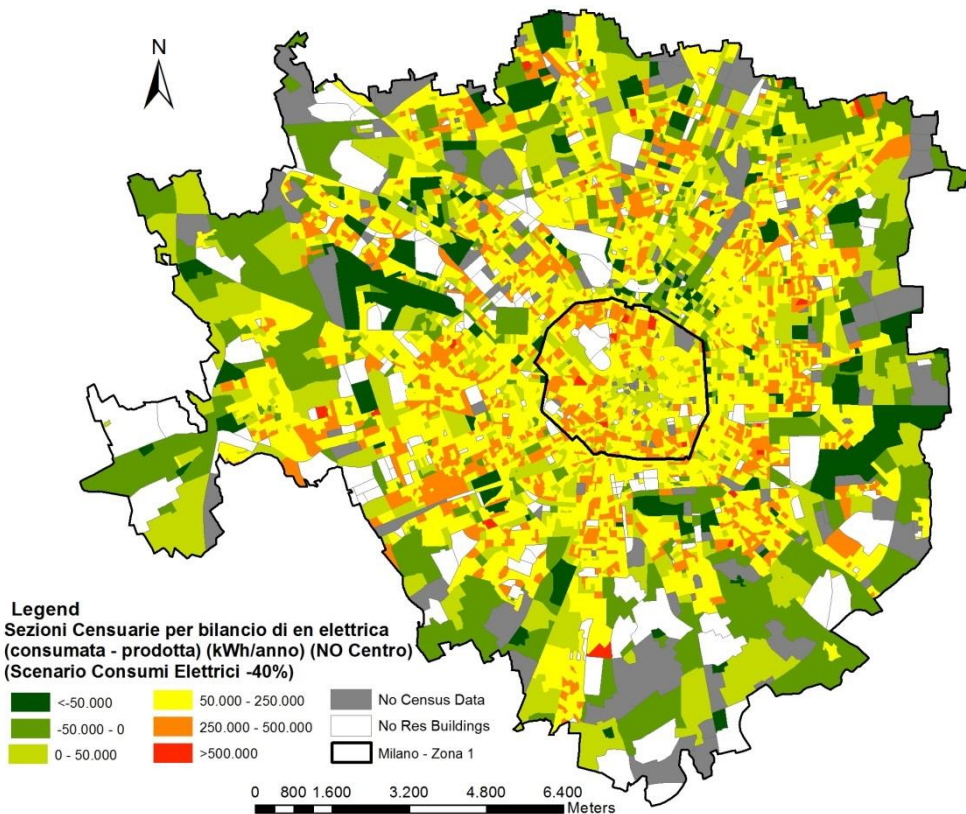 N
Legend
Sezioni Censuarie per bilancio di en elettrica
(consumata - prodotta) (kWh/anno) (NO Centro)
(Scenario Consumi Elettrici -40%)
<-50.000
50.000 - 250.000
No Census Data
-50.000 - 0
250.000 - 500.000
No Res Buildings
0 - 50.000
>500.000
Milano - Zona 1
0 800 1.600 3.200 4.800 6.400
Meters